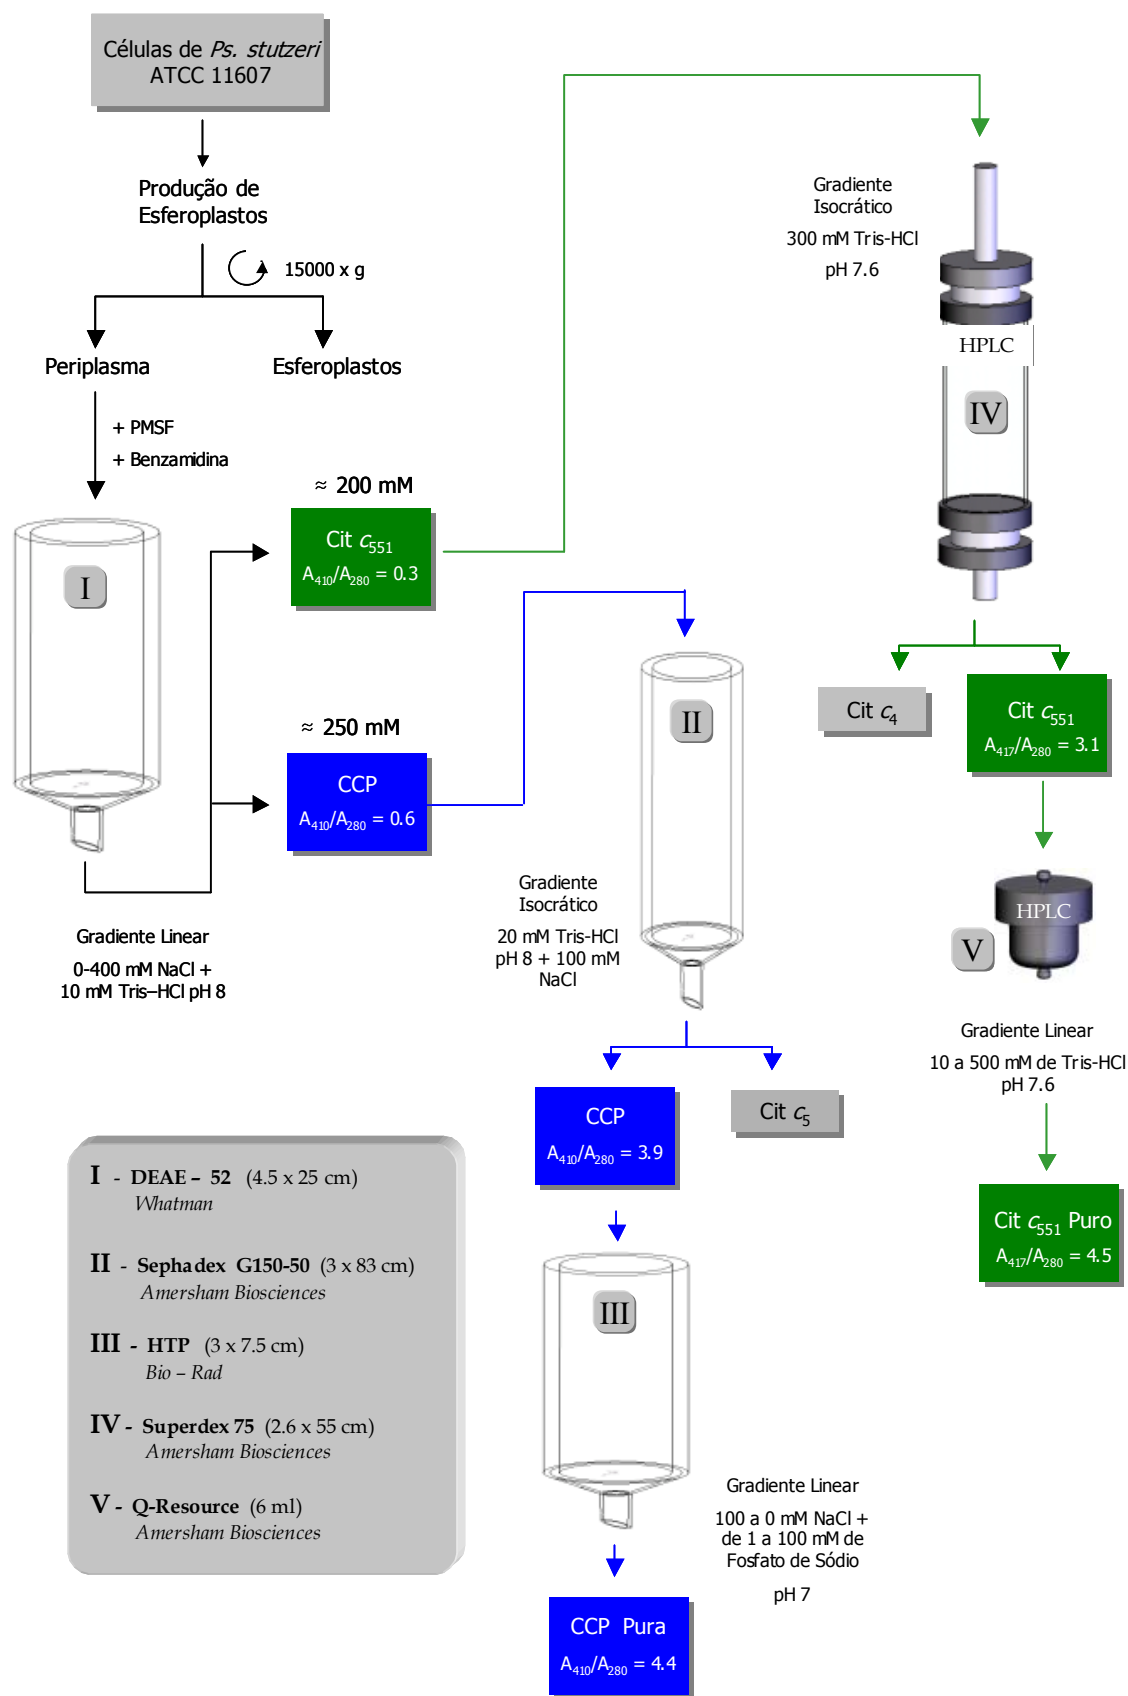 Células de Ps. stutzeri
ATCC 11607
Produção de
Esferoplastos
15000 x g
Periplasma
Esferoplastos
+ PMSF
+ Benzamidina
I
≈ 200 mM
Cit c551
A410/A280 = 0.3
≈ 250 mM
CCP
A410/A280 = 0.6
Gradiente Linear
0-400 mM NaCl +
10 mM Tris–HCl pH 8
II
Gradiente
Isocrático
20 mM Tris-HCl
pH 8 + 100 mM
NaCl
CCP
A410/A280 = 3.9
Cit c5
III
Gradiente Linear
100 a 0 mM NaCl +
de 1 a 100 mM de
Fosfato de Sódio
pH 7
CCP Pura
A410/A280 = 4.4
Gradiente
Isocrático
300 mM Tris-HCl
pH 7.6
HPLC
IV
Cit c4
Cit c551
A417/A280 = 3.1
HPLC
V
Gradiente Linear
10 a 500 mM de Tris-HCl
pH 7.6
Cit c551 Puro
A417/A280 = 4.5
I - DEAE – 52 (4.5 x 25 cm)
Whatman
II - Sephadex G150-50 (3 x 83 cm)
Amersham Biosciences
III - HTP (3 x 7.5 cm)
Bio – Rad
IV - Superdex 75 (2.6 x 55 cm)
Amersham Biosciences
V - Q-Resource (6 ml)
Amersham Biosciences